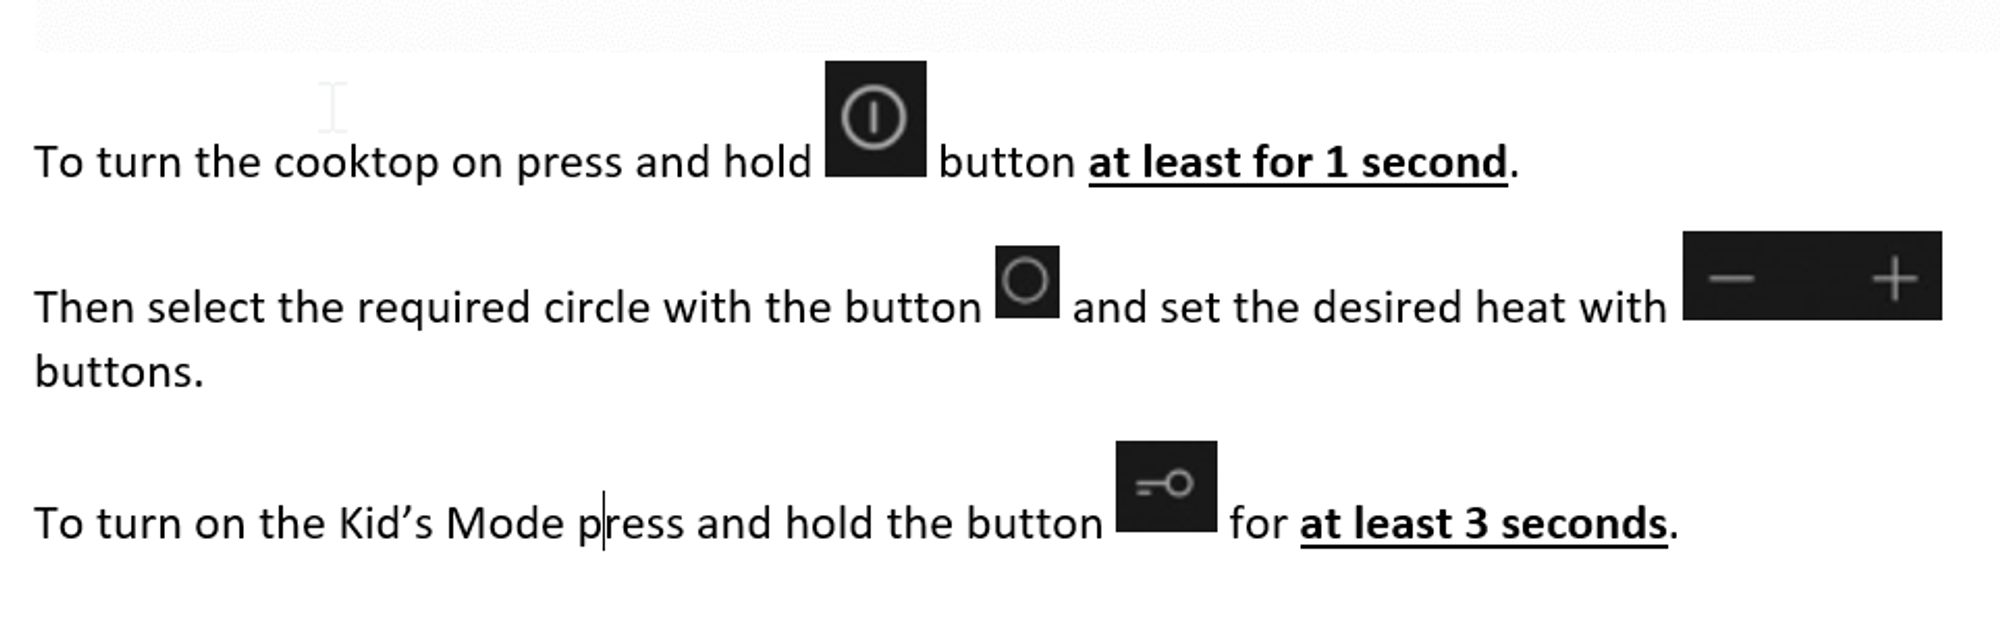 To turn the cooktop on press and hold button at least for 1 second.
Then select the required circle with the button and set the desired heat with − +
buttons.
To turn on the Kid’s Mode press and hold the button for at least 3 seconds.